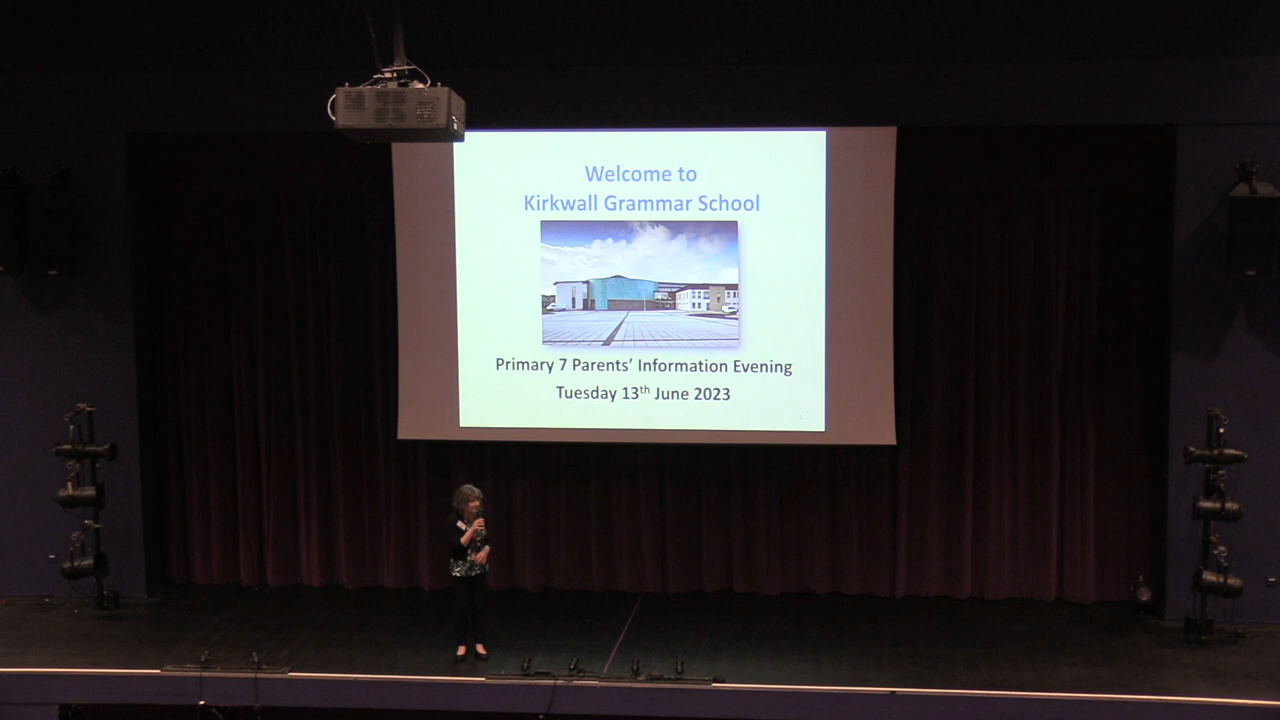 Welcome to
Kirkwall Grammar School
Primary 7 Parents’ Information Evening
Tuesday 13th June 2023